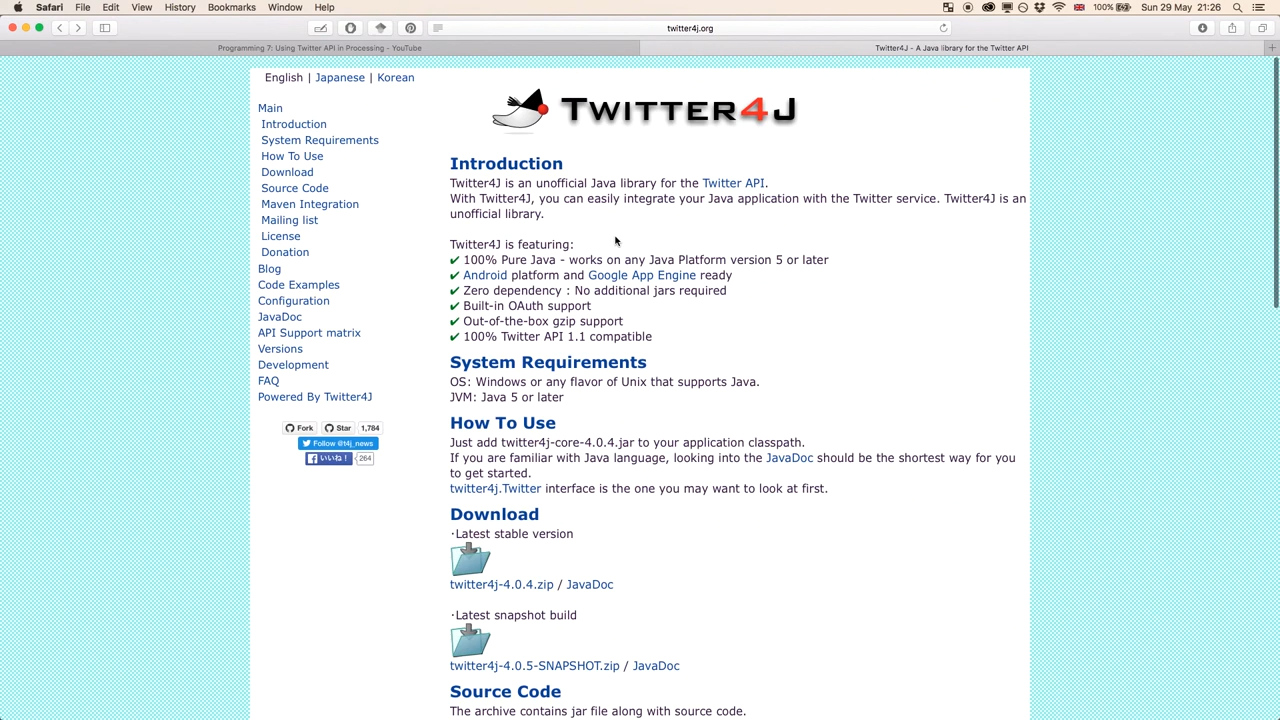 Safari File Edit View History Bookmarks Window Help
100% Sun 29 May 21:26
twitter4j.org
Programming 7: Using Twitter API in Processing - YouTube
Twitter4J - A Java library for the Twitter API
English | Japanese | Korean
Main
Introduction
System Requirements
How To Use
Download
Source Code
Maven Integration
Mailing list
License
Donation
Blog
Code Examples
Configuration
JavaDoc
API Support matrix
Versions
Development
FAQ
Powered By Twitter4J
Fork Star 1,784
Follow @t4j_news
いいね！ 264
TWITTER4J
Introduction
Twitter4J is an unofficial Java library for the Twitter API.
With Twitter4J, you can easily integrate your Java application with the Twitter service. Twitter4J is an
unofficial library.
Twitter4J is featuring:
✔ 100% Pure Java - works on any Java Platform version 5 or later
✔ Android platform and Google App Engine ready
✔ Zero dependency : No additional jars required
✔ Built-in OAuth support
✔ Out-of-the-box gzip support
✔ 100% Twitter API 1.1 compatible
System Requirements
OS: Windows or any flavor of Unix that supports Java.
JVM: Java 5 or later
How To Use
Just add twitter4j-core-4.0.4.jar to your application classpath.
If you are familiar with Java language, looking into the JavaDoc should be the shortest way for you
to get started.
twitter4j.Twitter interface is the one you may want to look at first.
Download
·Latest stable version
twitter4j-4.0.4.zip / JavaDoc
·Latest snapshot build
twitter4j-4.0.5-SNAPSHOT.zip / JavaDoc
Source Code
The archive contains jar file along with source code.